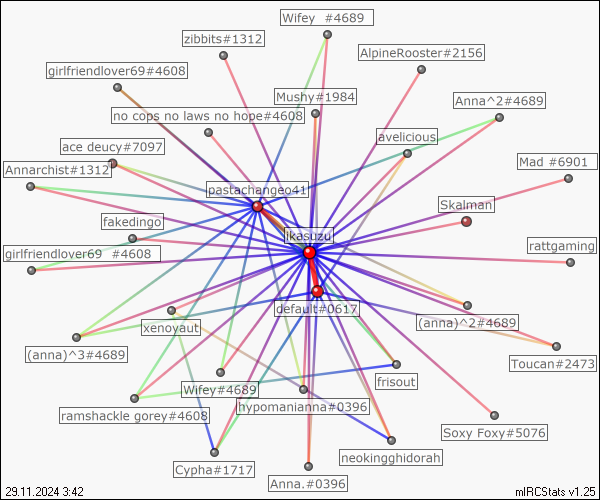 Wifey #4689
zibbits#1312
AlpineRooster#2156
girlfriendlover69#4608
Mushy#1984
Anna^2#4689
no cops no laws no hope#4608
avelicious
ace deucy#7097
Mad #6901
Annarchist#1312
pastachangeo41
Skalman
fakedingo
ikasuzu
rattgaming
girlfriendlover69 #4608
default#0617
(anna)^2#4689
xenoyaut
(anna)^3#4689
Toucan#2473
frisout
Wifey#4689
hypomanianna#0396
ramshackle gorey#4608
Soxy Foxy#5076
neokingghidorah
Cypha#1717
Anna.#0396
29.11.2024 3:42
mIRCStats v1.25